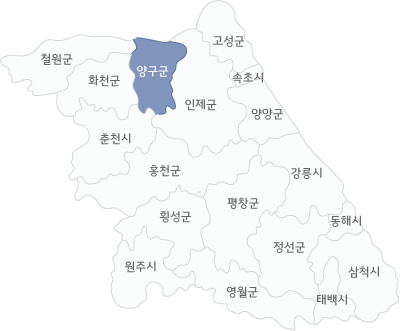 고성군
철원군
양구군
화천군
속초시
인제군
양양군
춘천시
홍천군
강릉시
평창군
횡성군
동해시
정선군
원주시
삼척시
영월군
태백시